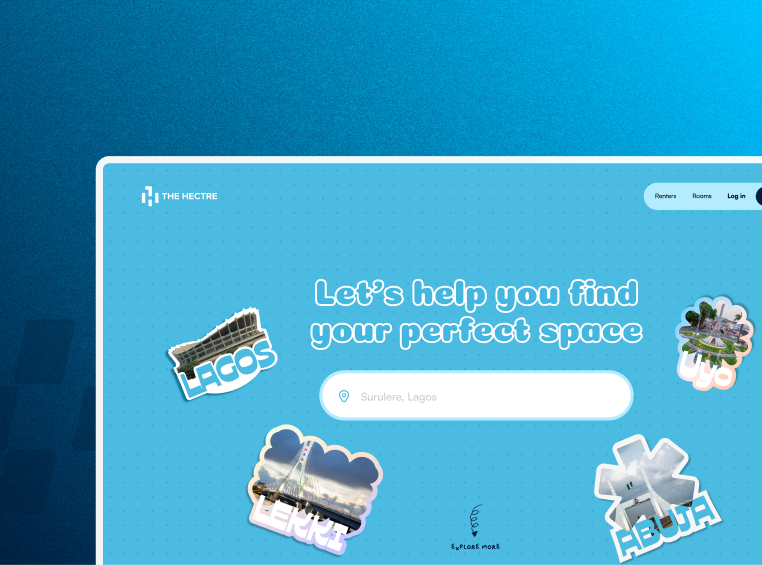 THE HECTRE
Renters Rooms Log in
Let's help you find
your perfect space
Surulere, Lagos
LAGOS
UYO
LEKKI
ABUJA
EXPLORE MORE